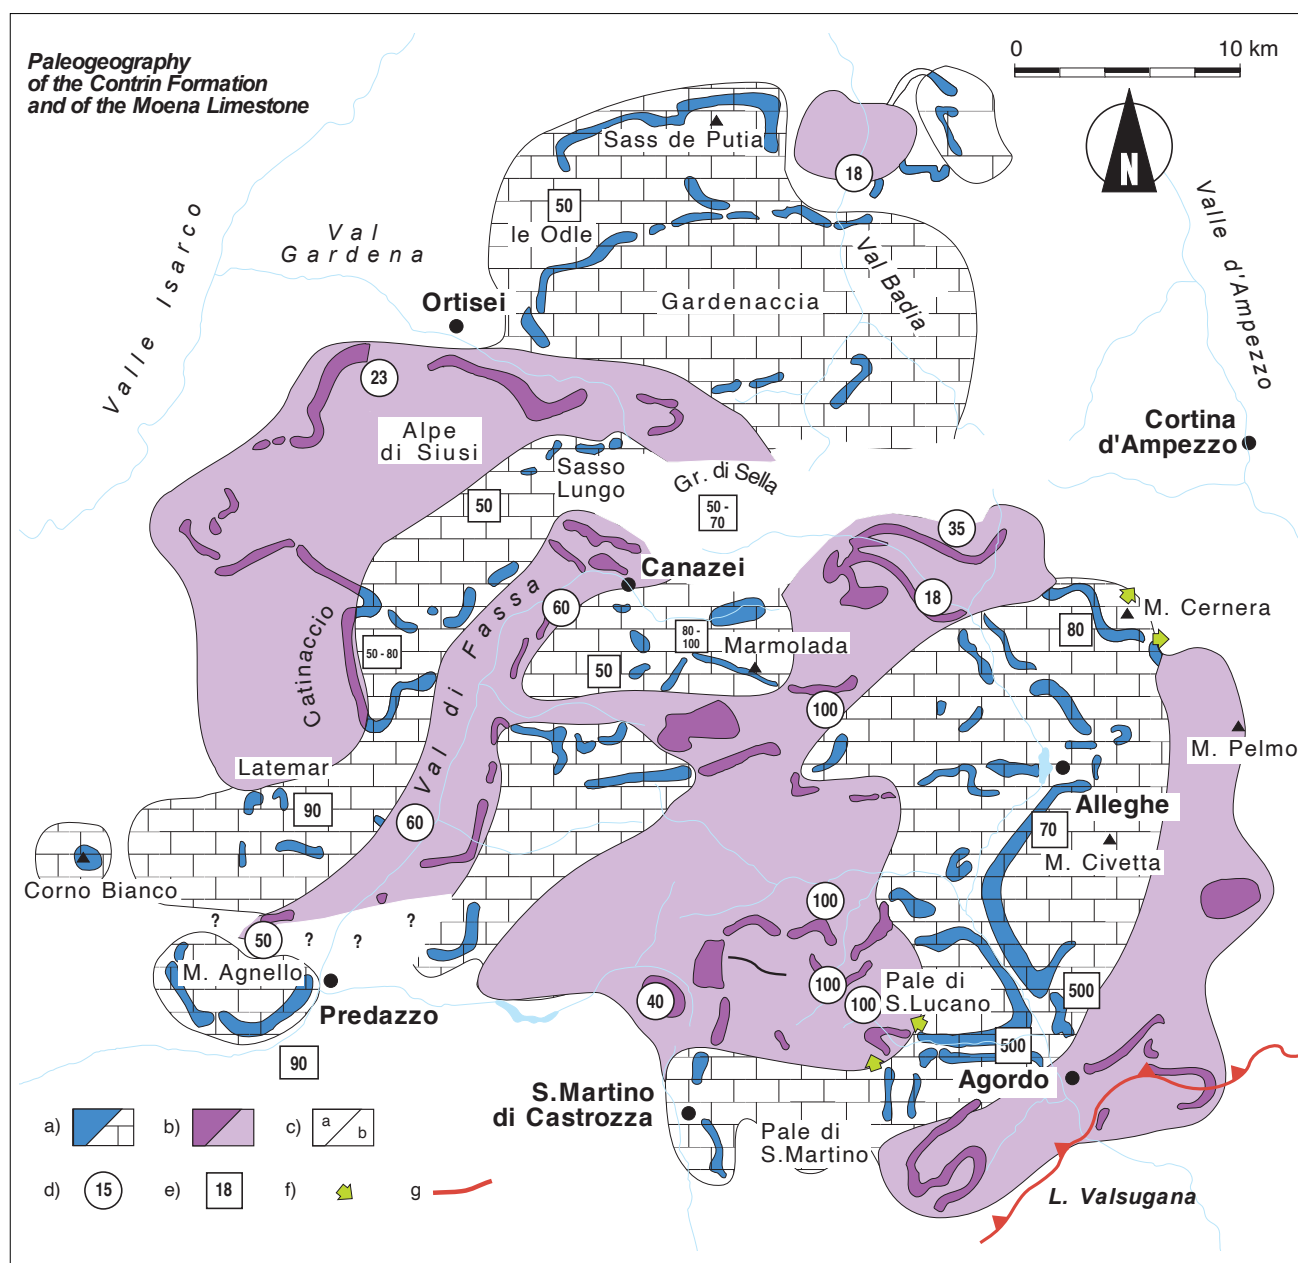 Paleogeography
of the Contrin Formation
and of the Moena Limestone
0 10 km
N
Sass de Putia
18
50
le Odle
Val
Gardena
Valle Isarco
Valle d'Ampezzo
Val Badia
Gardenaccia
Ortisei
23
Alpe
di Siusi
Cortina
d'Ampezzo
Sasso
Lungo
Gr. di Sella
50
50 -
70
35
Canazei
18
60
M. Cernera
80
80 -
100
Marmolada
50 - 80
50
Catinaccio
Val di Fassa
100
M. Pelmo
Latemar
90
Alleghe
60
70
M. Civetta
Corno Bianco
100
?
?
?
?
50
M. Agnello
Predazzo
100
Pale di
S.Lucano
100
40
500
500
90
Agordo
S.Martino
di Castrozza
Pale di
S.Martino
L. Valsugana
a)
b)
c) a b
d) 15
e) 18
f)
g